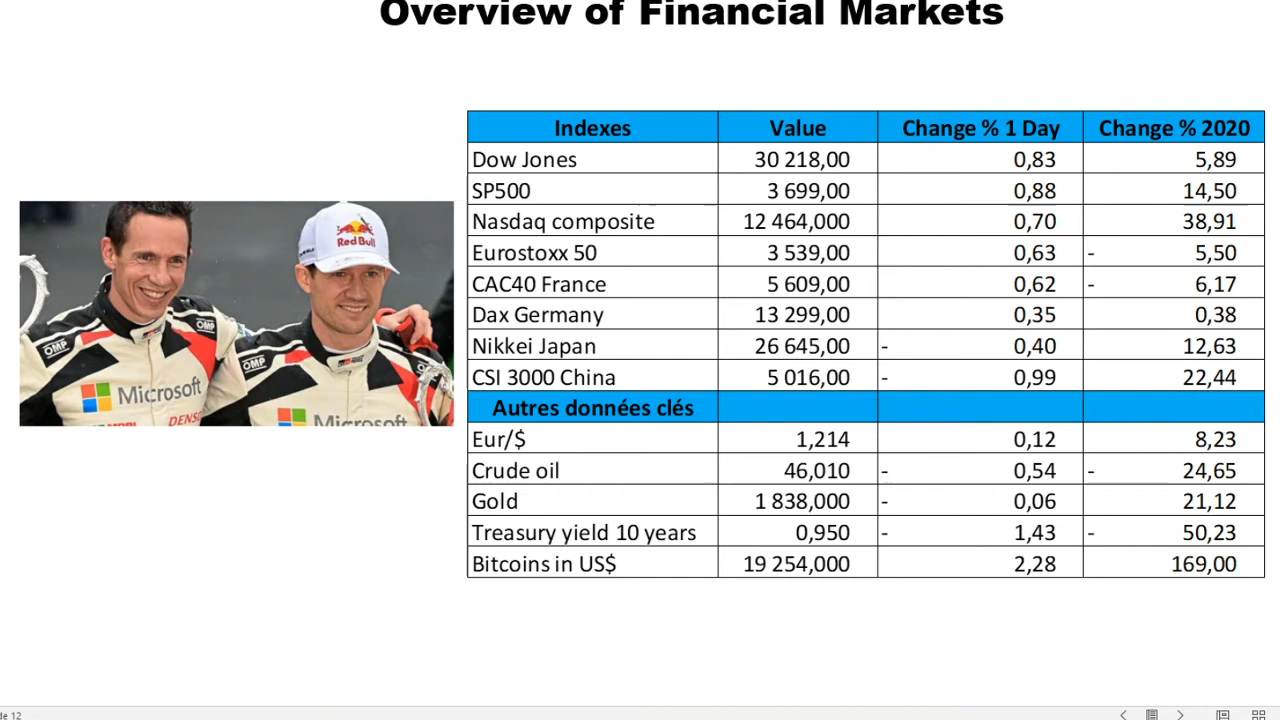 Overview of Financial Markets
Indexes Value Change % 1 Day Change % 2020
Dow Jones 30 218,00 0,83 5,89
SP500 3 699,00 0,88 14,50
Nasdaq composite 12 464,000 0,70 38,91
Eurostoxx 50 3 539,00 0,63 - 5,50
CAC40 France 5 609,00 0,62 - 6,17
Dax Germany 13 299,00 0,35 0,38
Nikkei Japan 26 645,00 - 0,40 12,63
CSI 3000 China 5 016,00 - 0,99 22,44
Autres données clés
Eur/$ 1,214 0,12 8,23
Crude oil 46,010 - 0,54 - 24,65
Gold 1 838,000 - 0,06 21,12
Treasury yield 10 years 0,950 - 1,43 - 50,23
Bitcoins in US$ 19 254,000 2,28 169,00
Red Bull
OMP
OMP
OMP
Microsoft
Microsoft
DENSO
de 12